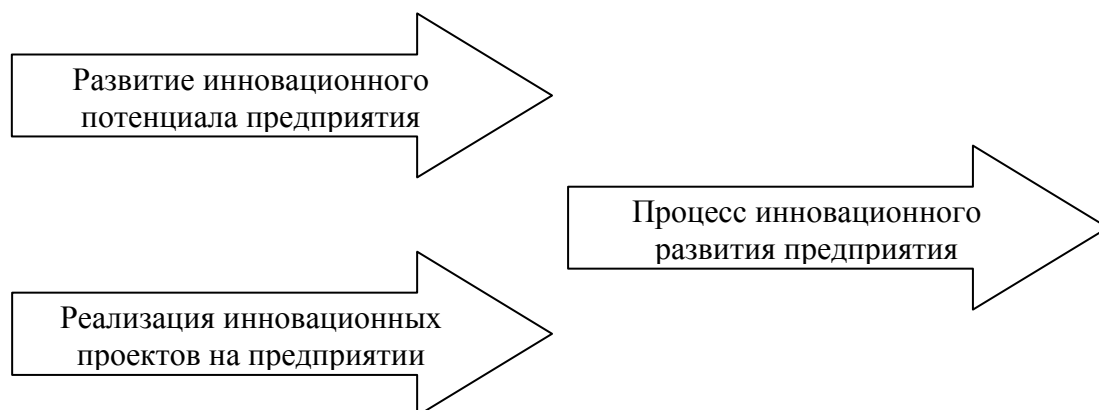 Развитие инновационного
потенциала предприятия
Процесс инновационного
развития предприятия
Реализация инновационных
проектов на предприятии